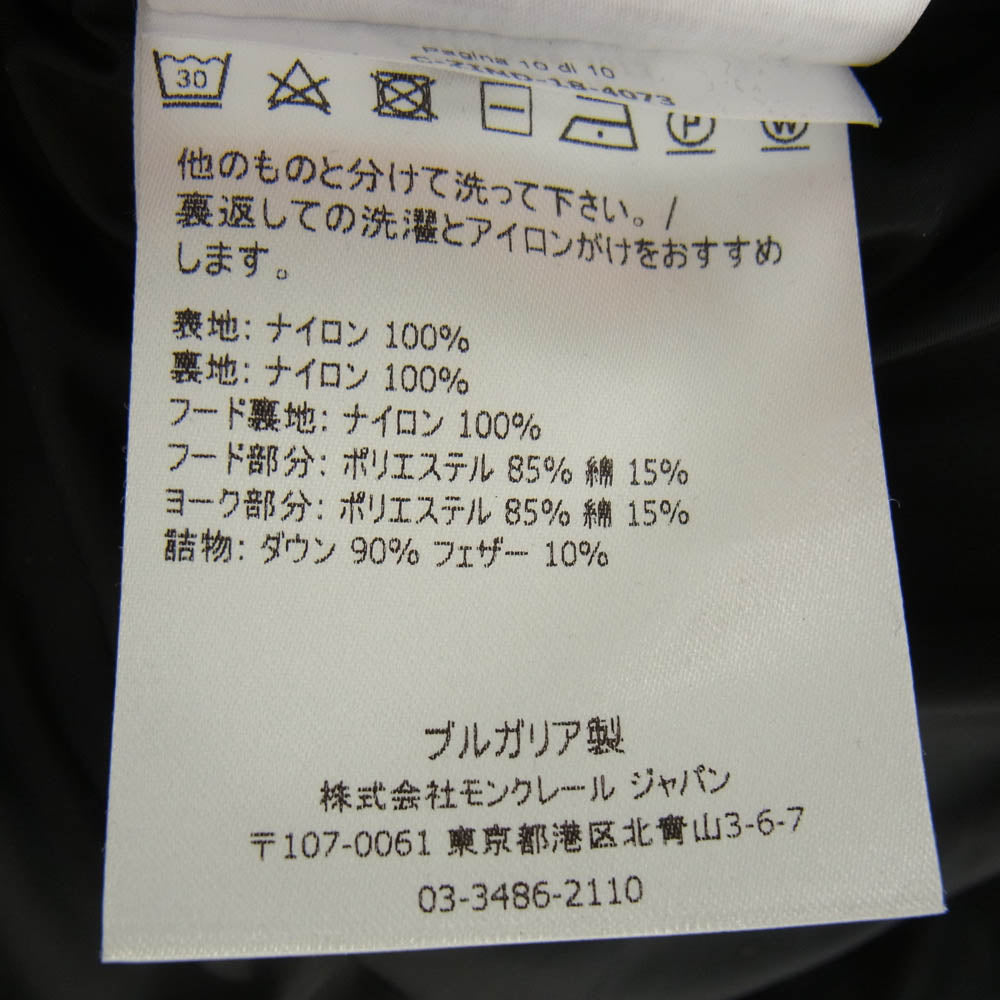 Pagina 10 di 10
C-21ND-18-4073
30
P
W
他のものと分けて洗って下さい。/
裏返しての洗濯とアイロンがけをおすすめ
します。
表地: ナイロン 100%
裏地: ナイロン 100%
フード裏地: ナイロン 100%
フード部分: ポリエステル 85% 綿 15%
ヨーク部分: ポリエステル 85% 綿 15%
詰物: ダウン 90% フェザー 10%
ブルガリア製
株式会社モンクレール ジャパン
〒107-0061 東京都港区北青山3-6-7
03-3486-2110